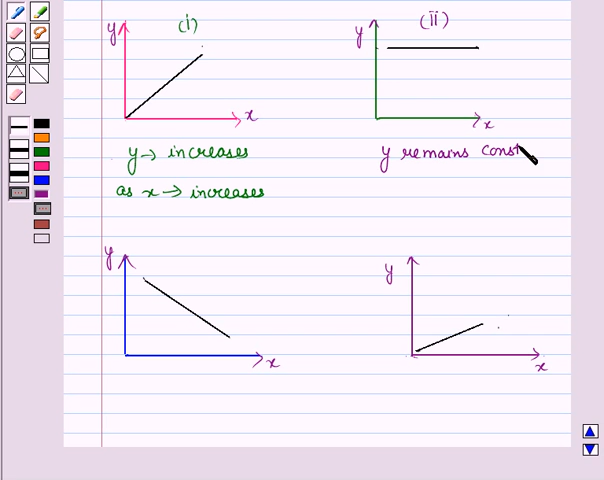 (i)
(ii)
y
y
x
x
y → increases
y remains const
as x → increases
y
y
x
x